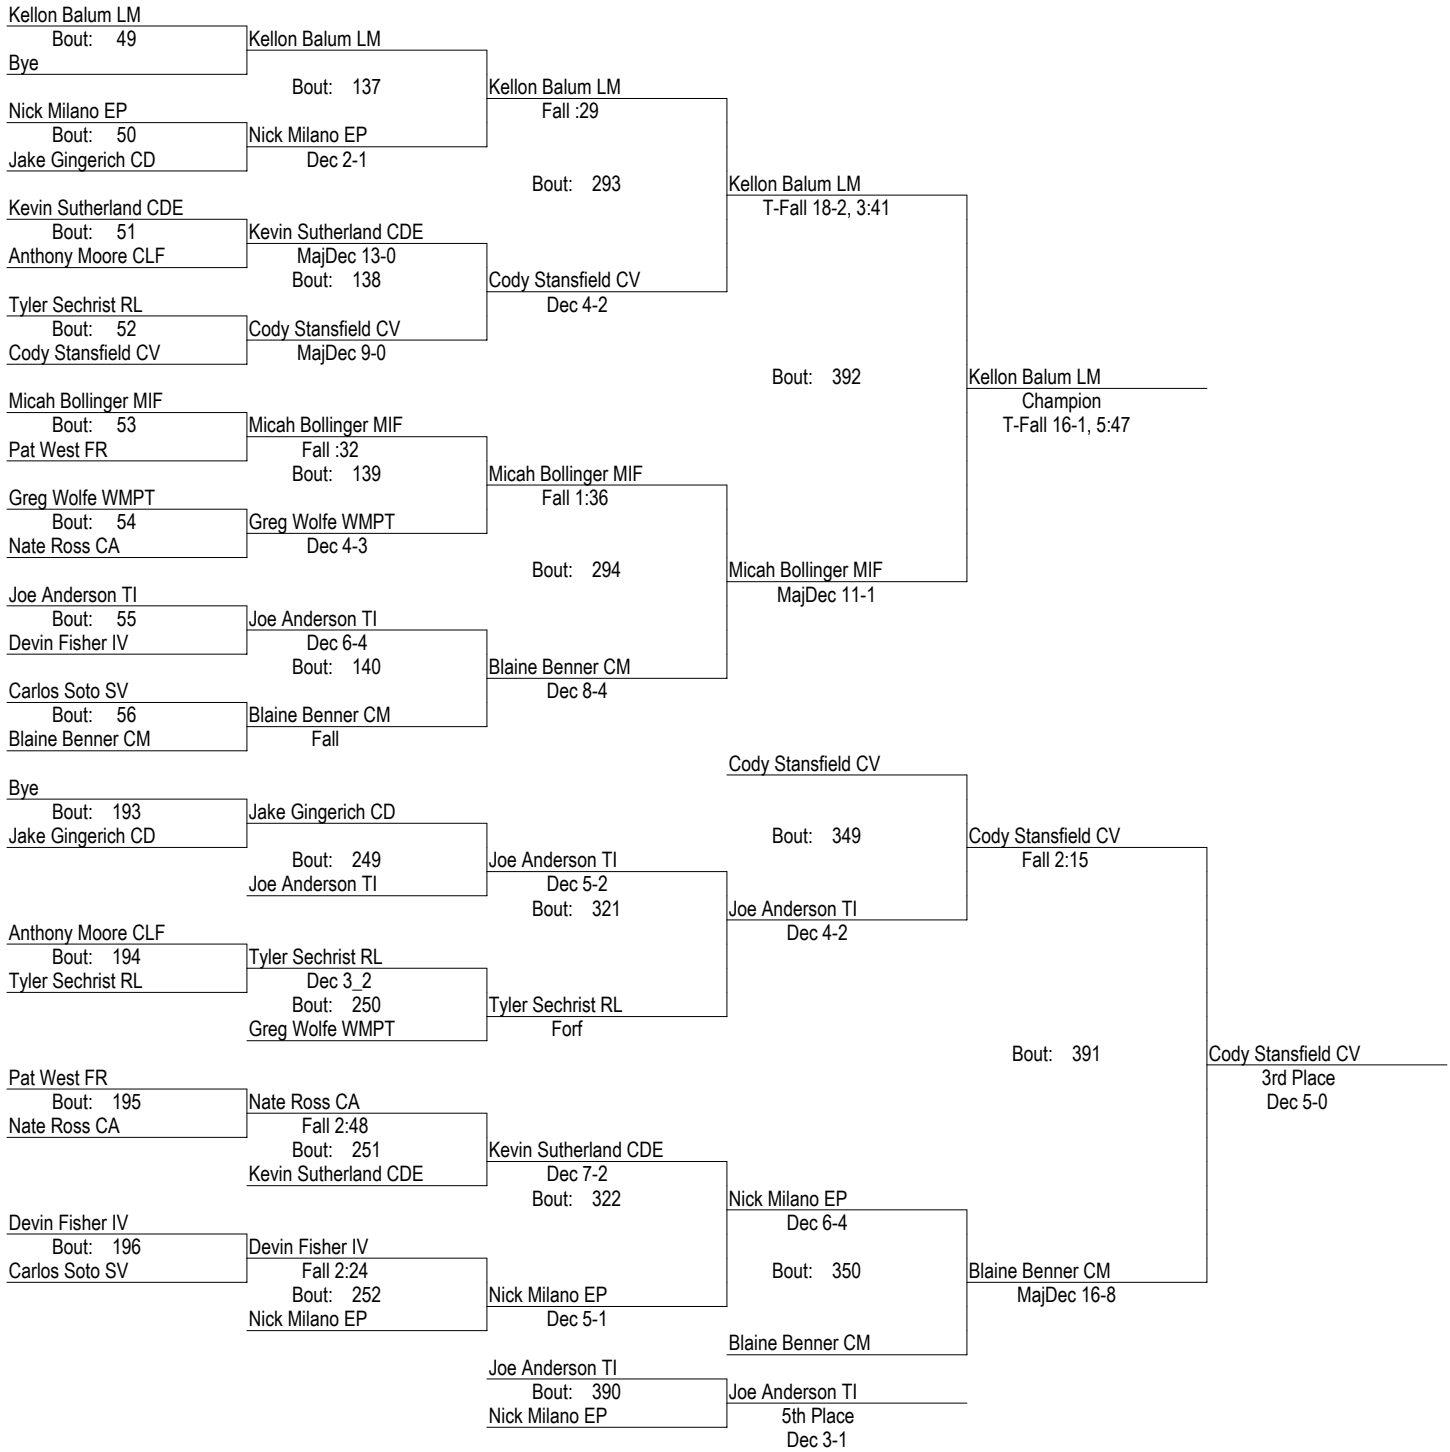 Kellon Balum LM
Bout: 49
Kellon Balum LM
Bye
Bout: 137
Kellon Balum LM
Nick Milano EP
Fall :29
Bout: 50
Nick Milano EP
Jake Gingerich CD
Dec 2-1
Bout: 293
Kellon Balum LM
Kevin Sutherland CDE
T-Fall 18-2, 3:41
Bout: 51
Kevin Sutherland CDE
Anthony Moore CLF
MajDec 13-0
Bout: 138
Cody Stansfield CV
Tyler Sechrist RL
Dec 4-2
Bout: 52
Cody Stansfield CV
Cody Stansfield CV
MajDec 9-0
Bout: 392
Kellon Balum LM
Micah Bollinger MIF
Champion
Bout: 53
Micah Bollinger MIF
T-Fall 16-1, 5:47
Pat West FR
Fall :32
Bout: 139
Micah Bollinger MIF
Greg Wolfe WMPT
Fall 1:36
Bout: 54
Greg Wolfe WMPT
Nate Ross CA
Dec 4-3
Bout: 294
Micah Bollinger MIF
Joe Anderson TI
MajDec 11-1
Bout: 55
Joe Anderson TI
Devin Fisher IV
Dec 6-4
Bout: 140
Blaine Benner CM
Carlos Soto SV
Dec 8-4
Bout: 56
Blaine Benner CM
Blaine Benner CM
Fall
Cody Stansfield CV
Bye
Bout: 193
Jake Gingerich CD
Jake Gingerich CD
Bout: 349
Cody Stansfield CV
Bout: 249
Joe Anderson TI
Fall 2:15
Joe Anderson TI
Dec 5-2
Bout: 321
Joe Anderson TI
Anthony Moore CLF
Dec 4-2
Bout: 194
Tyler Sechrist RL
Tyler Sechrist RL
Dec 3_2
Bout: 250
Tyler Sechrist RL
Greg Wolfe WMPT
Forf
Bout: 391
Cody Stansfield CV
Pat West FR
3rd Place
Bout: 195
Nate Ross CA
Dec 5-0
Nate Ross CA
Fall 2:48
Bout: 251
Kevin Sutherland CDE
Kevin Sutherland CDE
Dec 7-2
Bout: 322
Nick Milano EP
Devin Fisher IV
Dec 6-4
Bout: 196
Devin Fisher IV
Carlos Soto SV
Fall 2:24
Bout: 350
Blaine Benner CM
Bout: 252
Nick Milano EP
MajDec 16-8
Nick Milano EP
Dec 5-1
Blaine Benner CM
Joe Anderson TI
Bout: 390
Joe Anderson TI
Nick Milano EP
5th Place
Dec 3-1